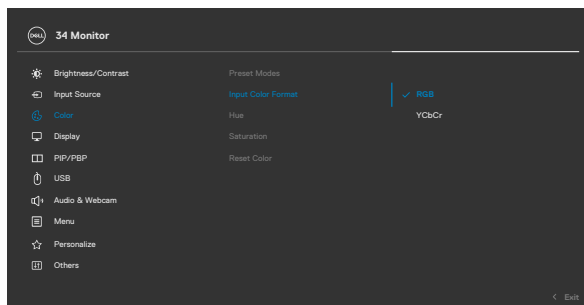 DELL
34 Monitor
Brightness/Contrast
Preset Modes
Input Source
Input Color Format
RGB
Color
Hue
YCbCr
Display
Saturation
PIP/PBP
Reset Color
USB
Audio & Webcam
Menu
Personalize
Others
Exit